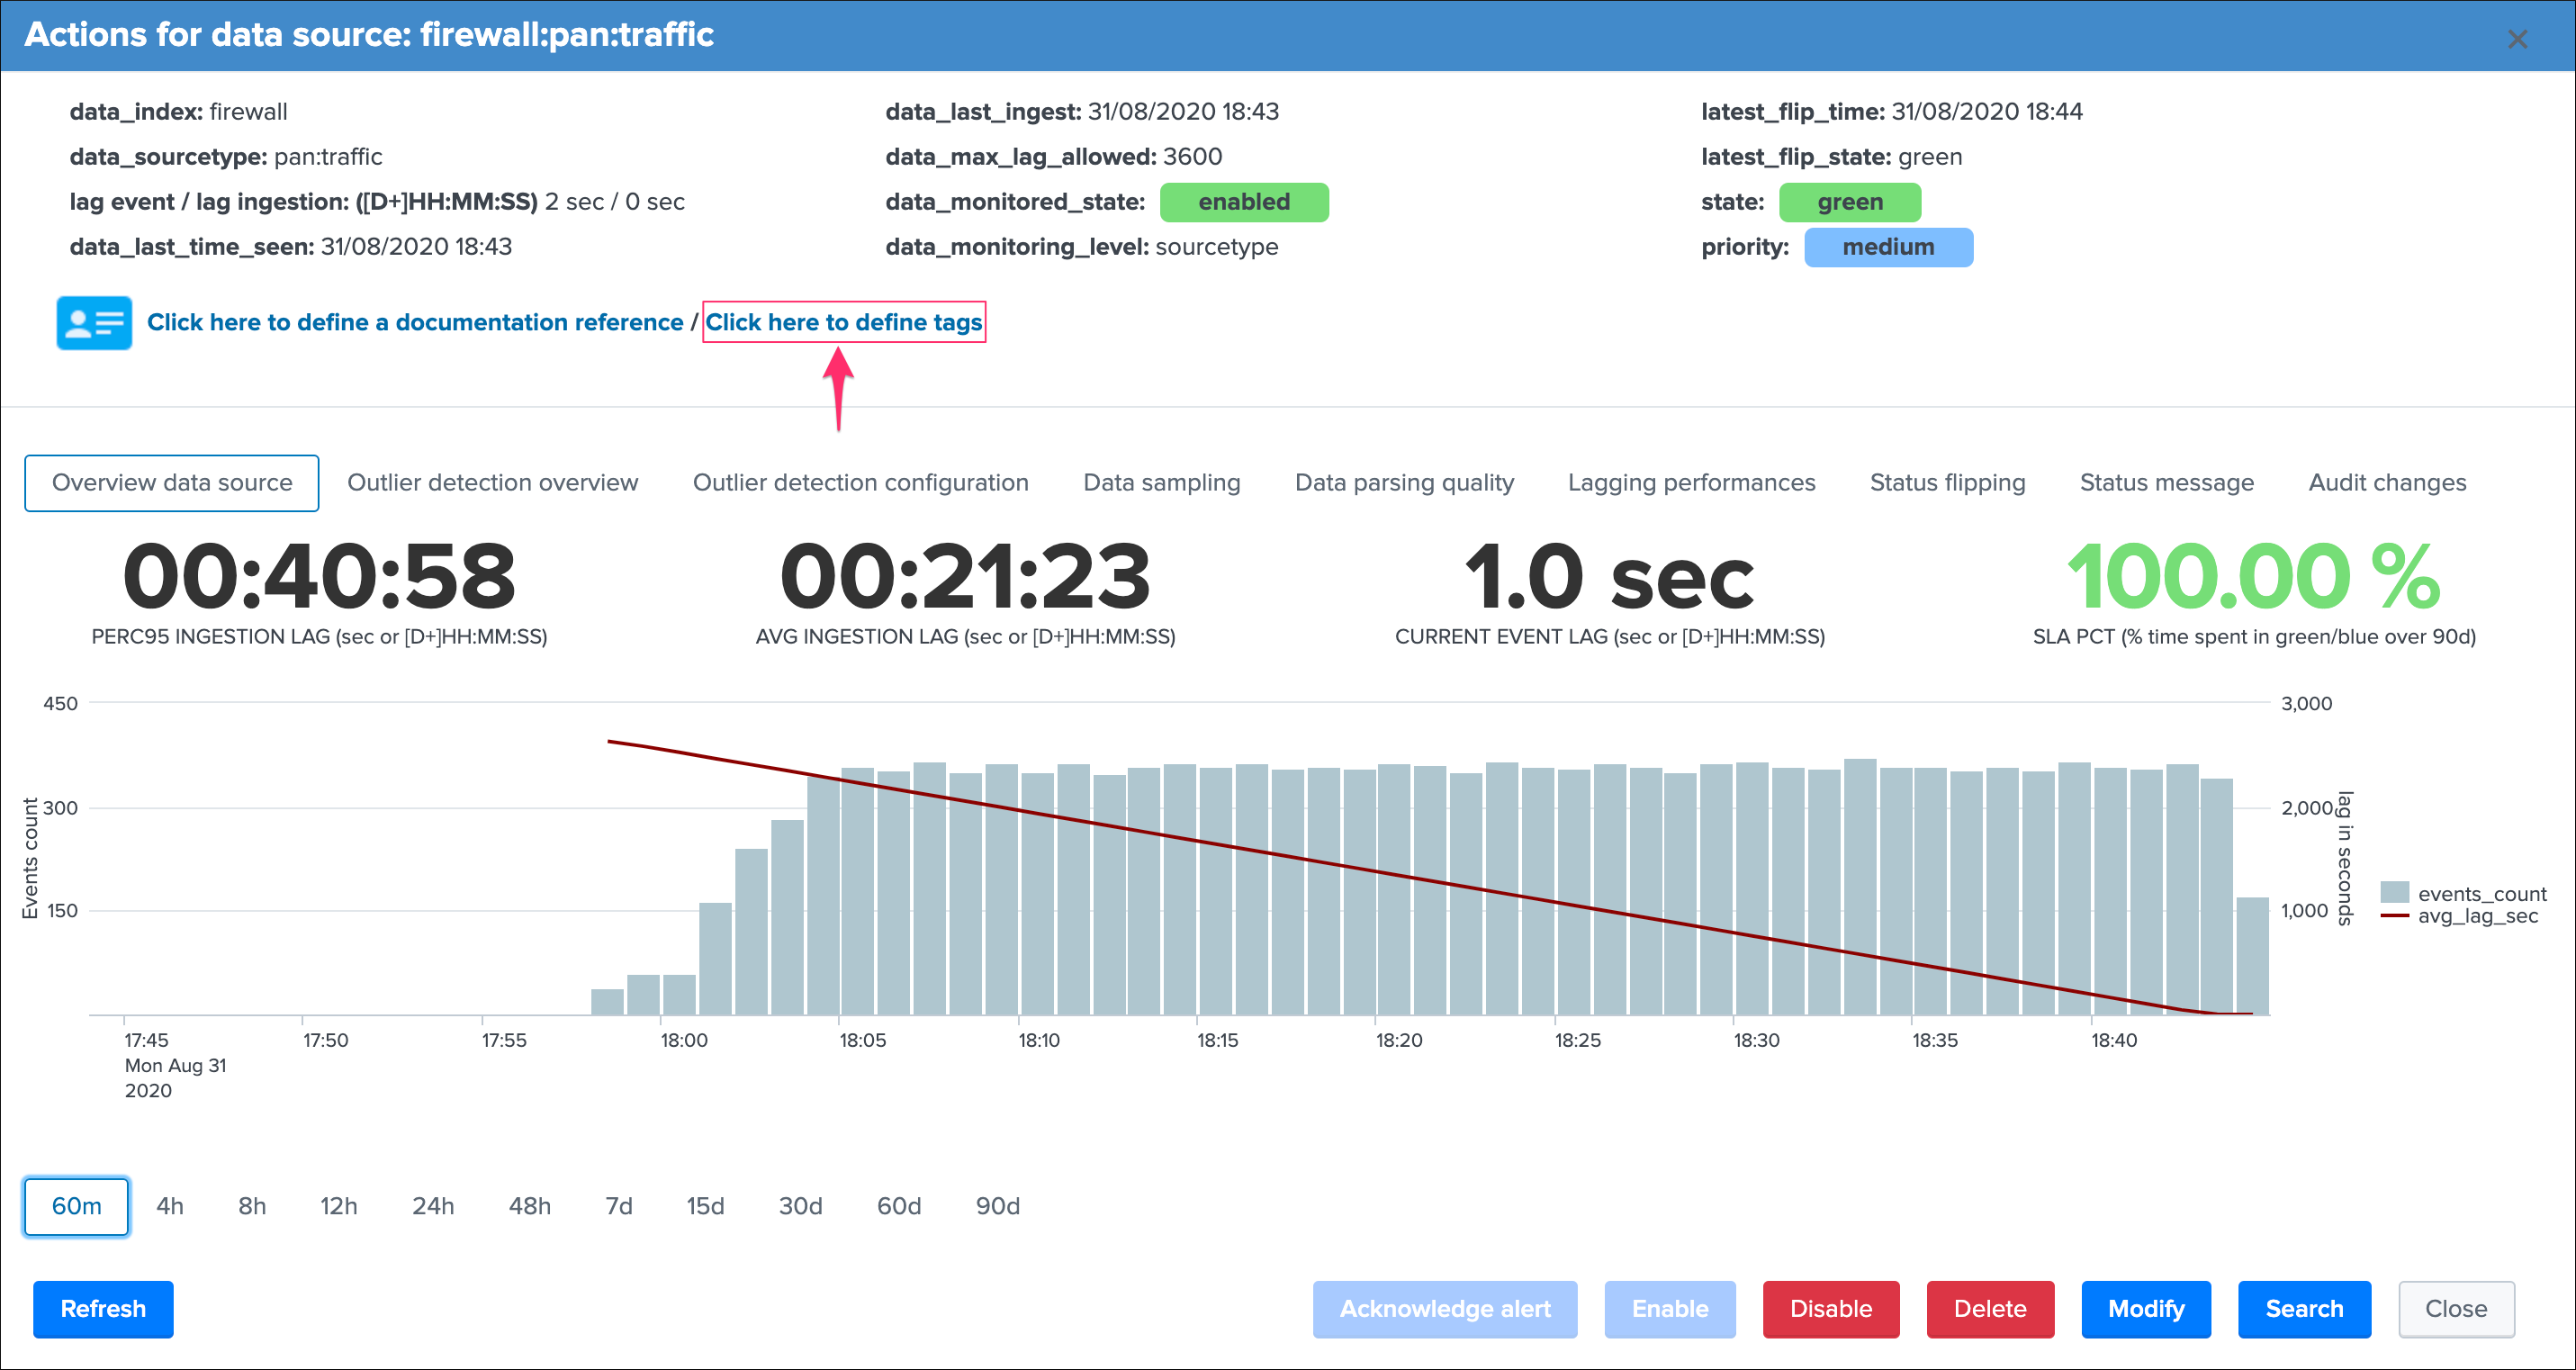 Actions for data source: firewall:pan:traffic
data_index: firewall
data_last_ingest: 31/08/2020 18:43
latest_flip_time: 31/08/2020 18:44
data_sourcetype: pan:traffic
data_max_lag_allowed: 3600
latest_flip_state: green
lag event / lag ingestion: ([D+]HH:MM:SS) 2 sec / 0 sec
data_monitored_state: enabled
state: green
data_last_time_seen: 31/08/2020 18:43
data_monitoring_level: sourcetype
priority: medium
Click here to define a documentation reference / Click here to define tags
Overview data source Outlier detection overview Outlier detection configuration Data sampling Data parsing quality Lagging performances Status flipping Status message Audit changes
00:40:58
PERC95 INGESTION LAG (sec or [D+]HH:MM:SS)
00:21:23
AVG INGESTION LAG (sec or [D+]HH:MM:SS)
1.0 sec
CURRENT EVENT LAG (sec or [D+]HH:MM:SS)
100.00 %
SLA PCT (% time spent in green/blue over 90d)
Events count
450
300
150
3,000
2,000
1,000
lag in seconds
events_count
avg_lag_sec
17:45 17:50 17:55 18:00 18:05 18:10 18:15 18:20 18:25 18:30 18:35 18:40
Mon Aug 31
2020
60m 4h 8h 12h 24h 48h 7d 15d 30d 60d 90d
Refresh Acknowledge alert Enable Disable Delete Modify Search Close